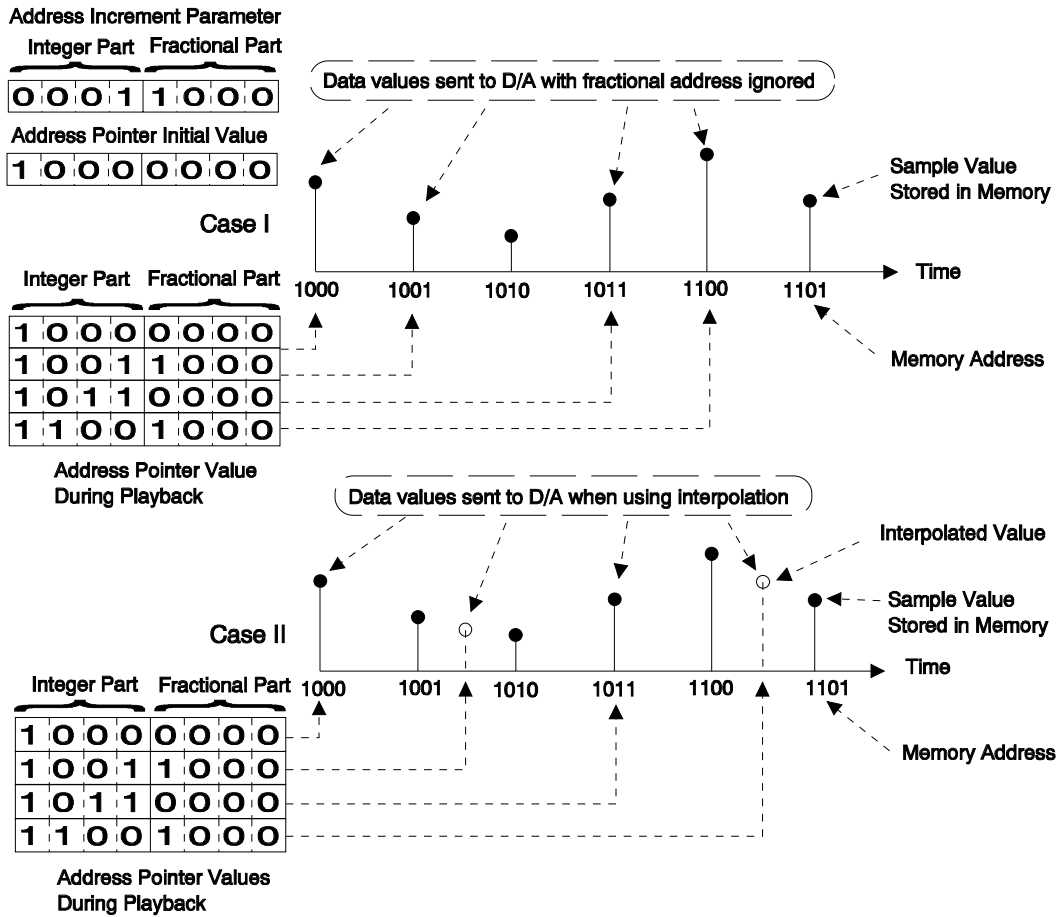 Address Increment Parameter
Integer Part Fractional Part
0 0 0 1 1 0 0 0
Data values sent to D/A with fractional address ignored
Address Pointer Initial Value
1 0 0 0 0 0 0 0
Sample Value
Stored in Memory
Case I
Time
1000 1001 1010 1011 1100 1101
Integer Part Fractional Part
1 0 0 0 0 0 0 0
1 0 0 1 1 0 0 0
1 0 1 1 0 0 0 0
1 1 0 0 1 0 0 0
Memory Address
Address Pointer Value
During Playback
Data values sent to D/A when using interpolation
Interpolated Value
Sample Value
Stored in Memory
Case II
Time
1000 1001 1010 1011 1100 1101
Integer Part Fractional Part
1 0 0 0 0 0 0 0
1 0 0 1 1 0 0 0
1 0 1 1 0 0 0 0
1 1 0 0 1 0 0 0
Memory Address
Address Pointer Values
During Playback